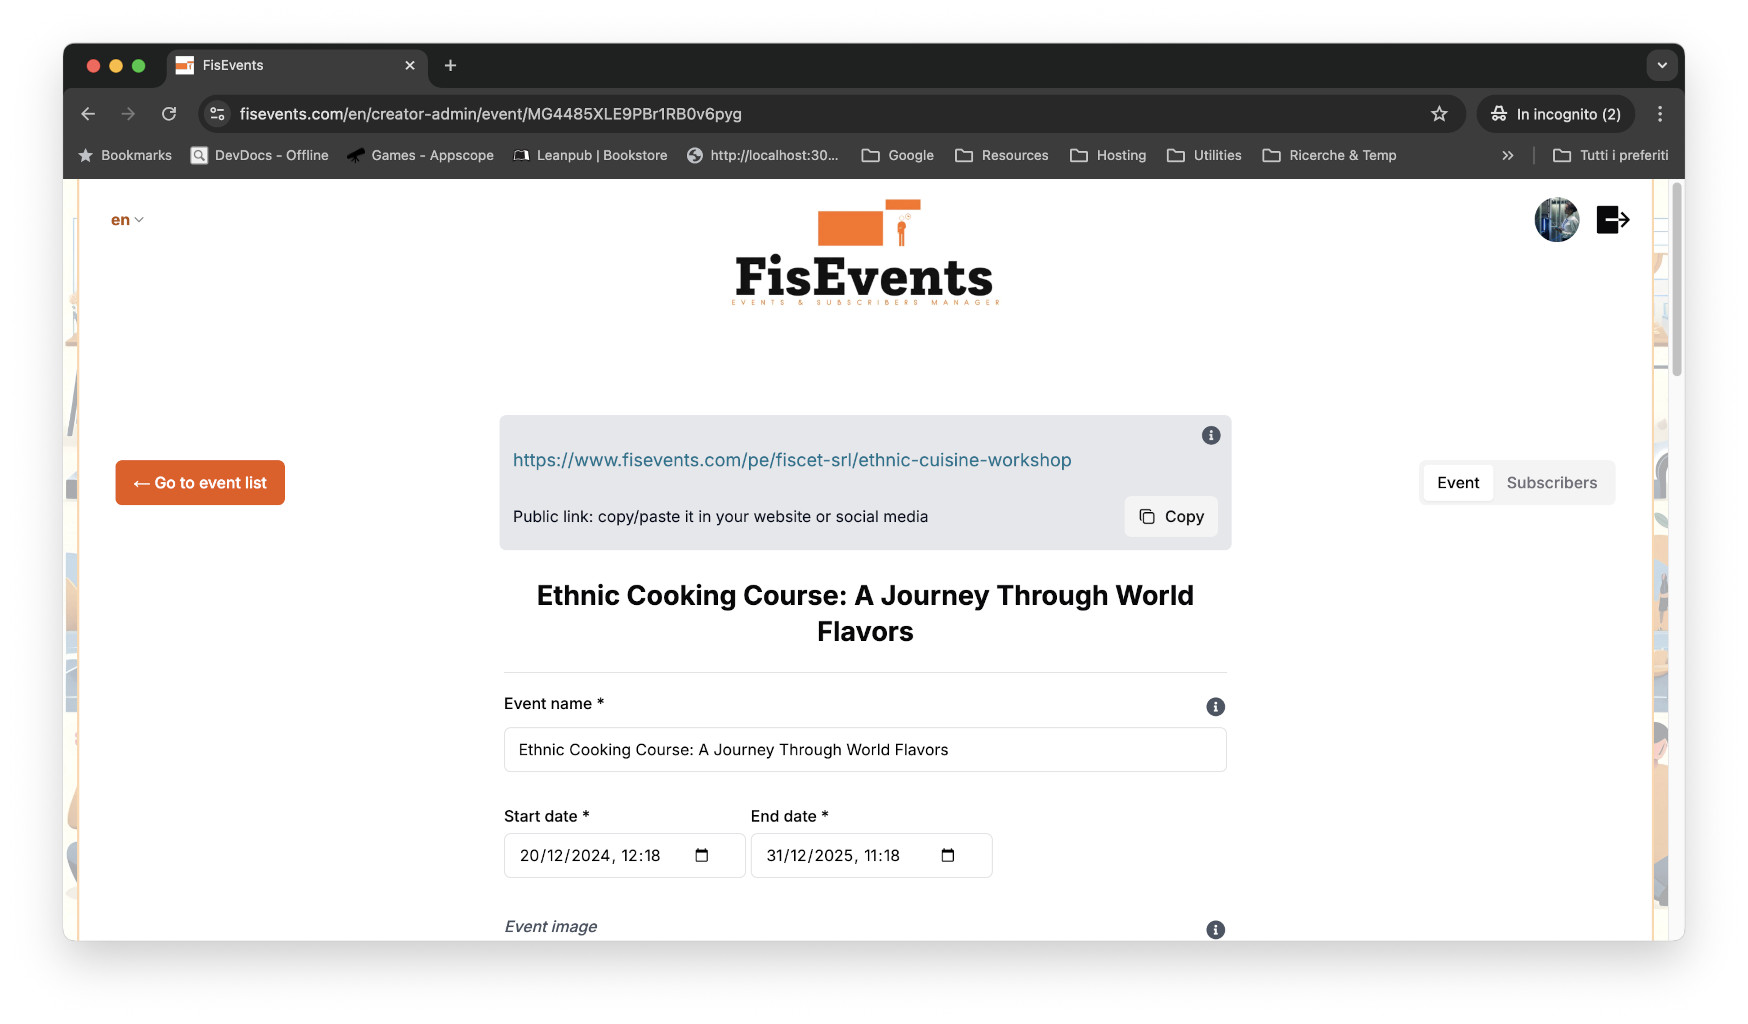 FisEvents
fisevents.com/en/creator-admin/event/MG4485XLE9PBr1RB0v6pyg
In incognito (2)
Bookmarks
DevDocs - Offline
Games - Appscope
Leanpub | Bookstore
http://localhost:30...
Google
Resources
Hosting
Utilities
Ricerche & Temp
Tutti i preferiti
en
FisEvents
EVENTS & SUBSCRIBERS MANAGER
https://www.fisevents.com/pe/fiscet-srl/ethnic-cuisine-workshop
← Go to event list
Event
Subscribers
Public link: copy/paste it in your website or social media
Copy
Ethnic Cooking Course: A Journey Through World
Flavors
Event name *
Ethnic Cooking Course: A Journey Through World Flavors
Start date *
End date *
20/12/2024, 12:18
31/12/2025, 11:18
Event image